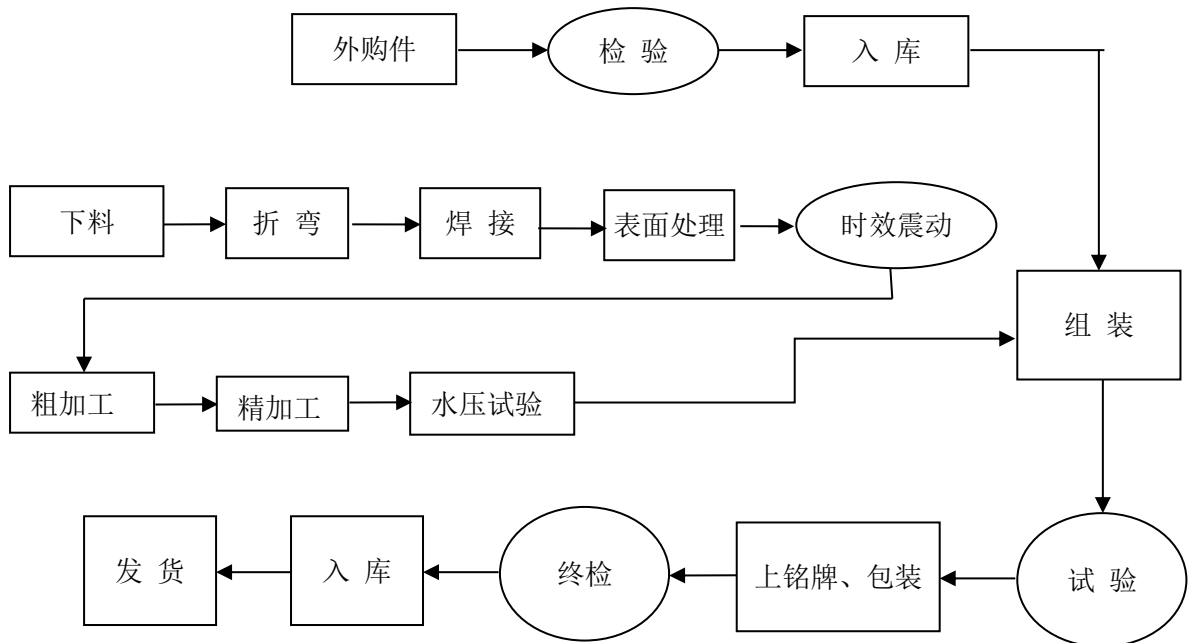 外购件
检 验
入 库
下料
折 弯
焊 接
表面处理
时效震动
组 装
粗加工
精加工
水压试验
发 货
入 库
终检
上铭牌、包装
试 验